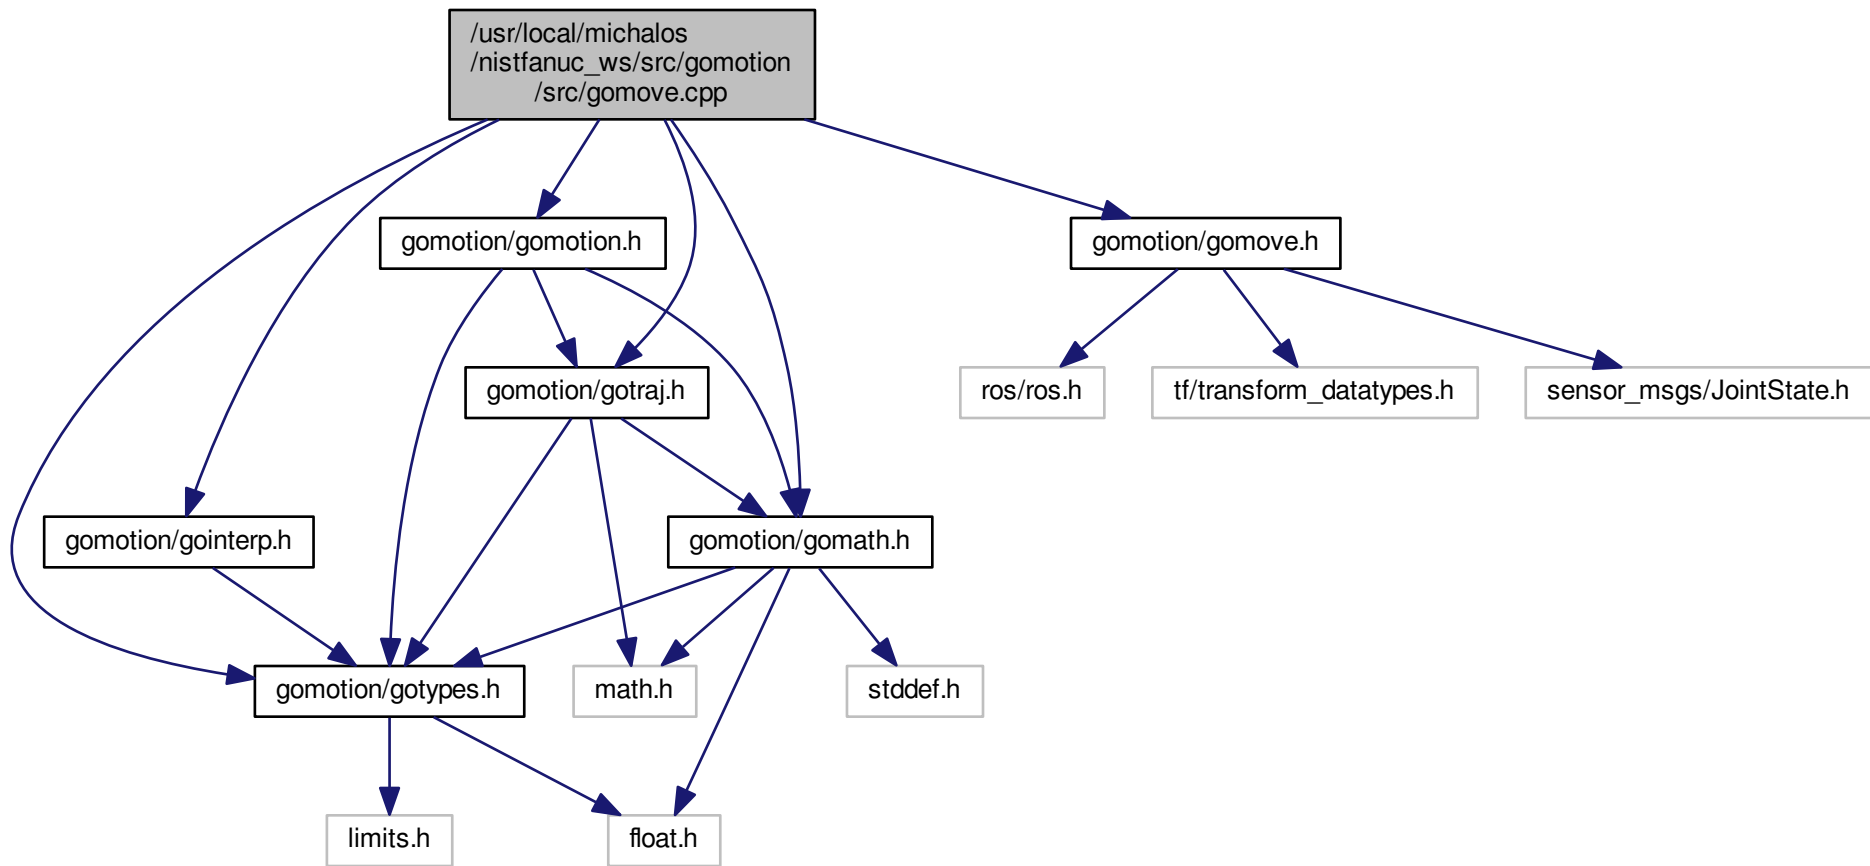 /usr/local/michalos
/nistfanuc_ws/src/gomotion
/src/gomove.cpp
gomotion/gomotion.h
gomotion/gomove.h
gomotion/gotraj.h
ros/ros.h
tf/transform_datatypes.h
sensor_msgs/JointState.h
gomotion/gointerp.h
gomotion/gomath.h
gomotion/gotypes.h
math.h
stddef.h
limits.h
float.h